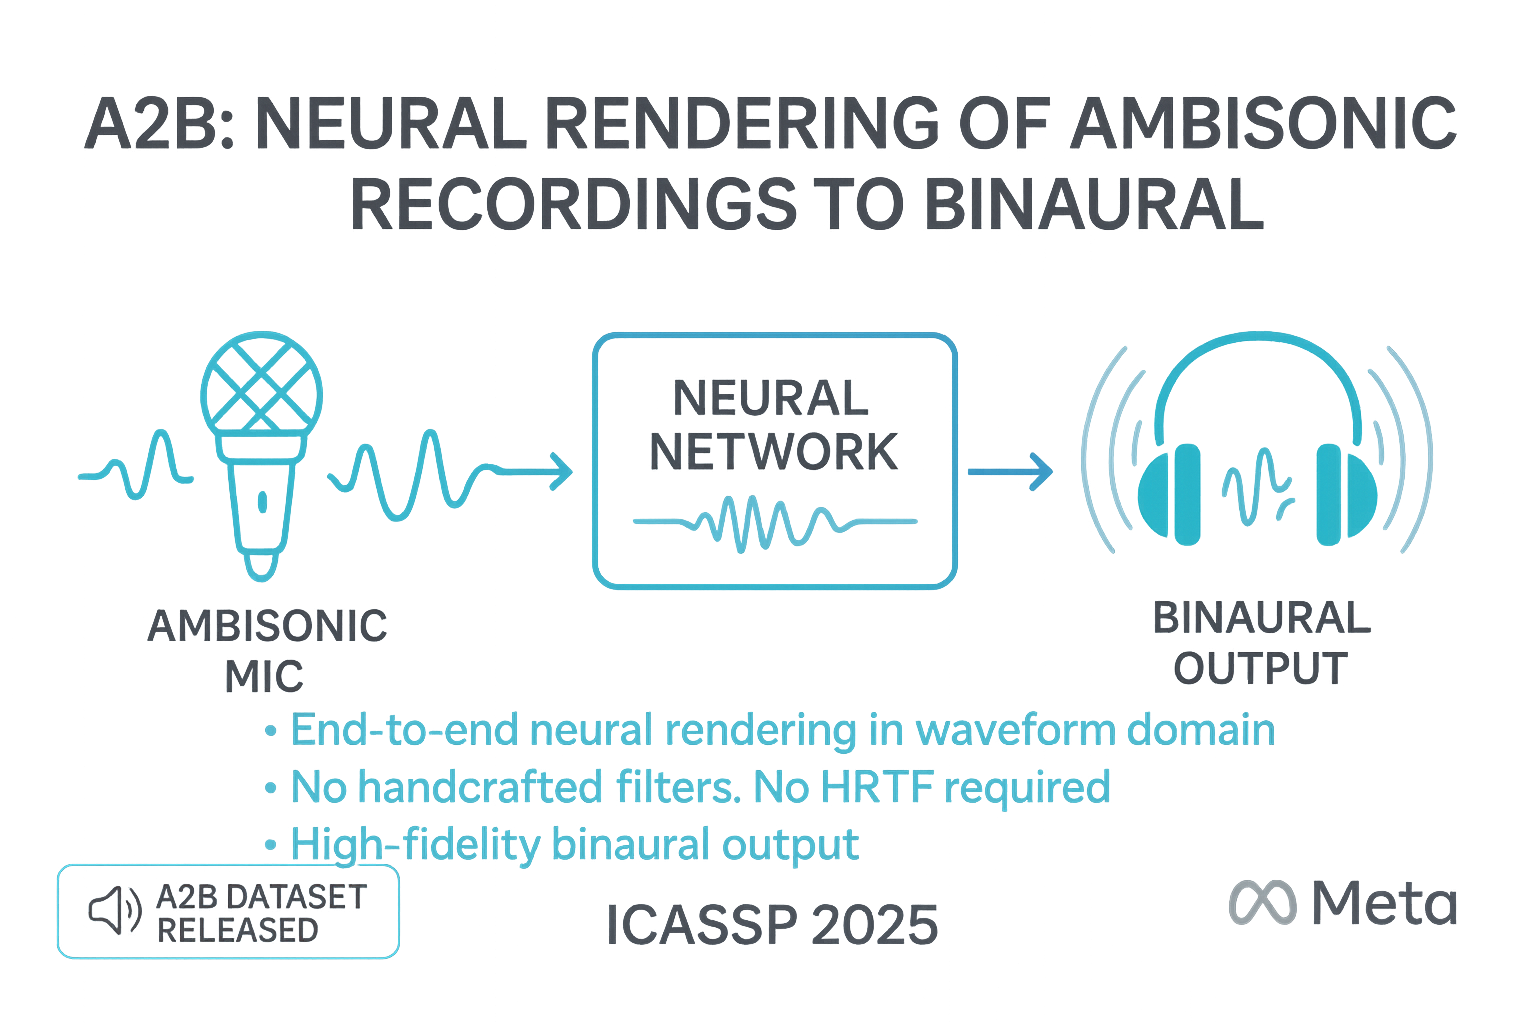 A2B: NEURAL RENDERING OF AMBISONIC
RECORDINGS TO BINAURAL
NEURAL
NETWORK
AMBISONIC
MIC
BINAURAL
OUTPUT
• End-to-end neural rendering in waveform domain
• No handcrafted filters. No HRTF required
• High-fidelity binaural output
A2B DATASET
RELEASED
ICASSP 2025
Meta